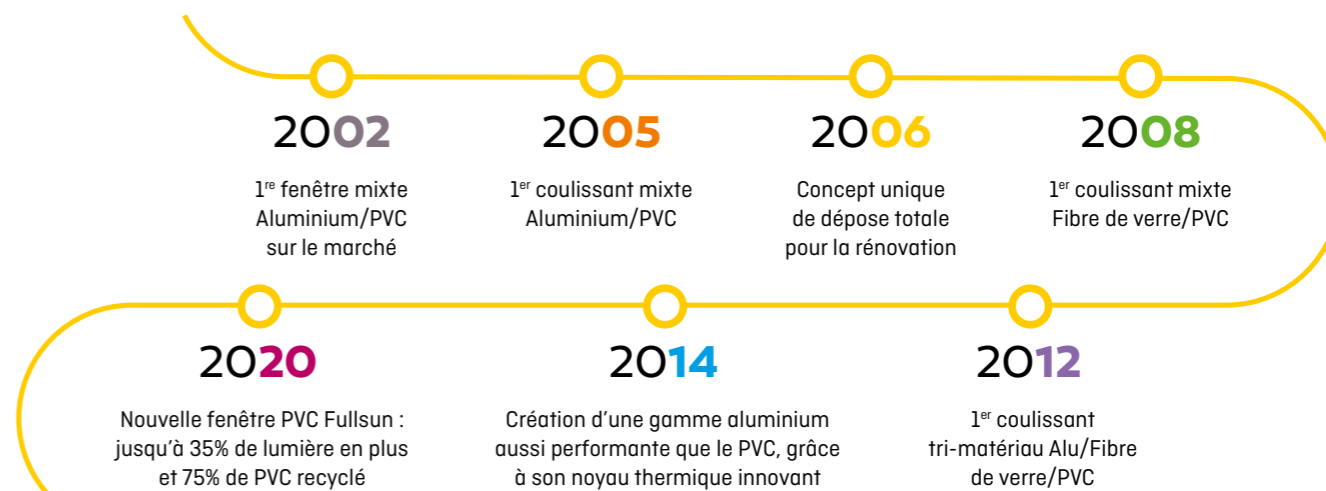 2002
1re fenêtre mixte
Aluminium/PVC
sur le marché
2005
1er coulissant mixte
Aluminium/PVC
2006
Concept unique
de dépose totale
pour la rénovation
2008
1er coulissant mixte
Fibre de verre/PVC
2012
1er coulissant
tri-matériau Alu/Fibre
de verre/PVC
2014
Création d’une gamme aluminium
aussi performante que le PVC, grâce
à son noyau thermique innovant
2020
Nouvelle fenêtre PVC Fullsun :
jusqu’à 35% de lumière en plus
et 75% de PVC recyclé